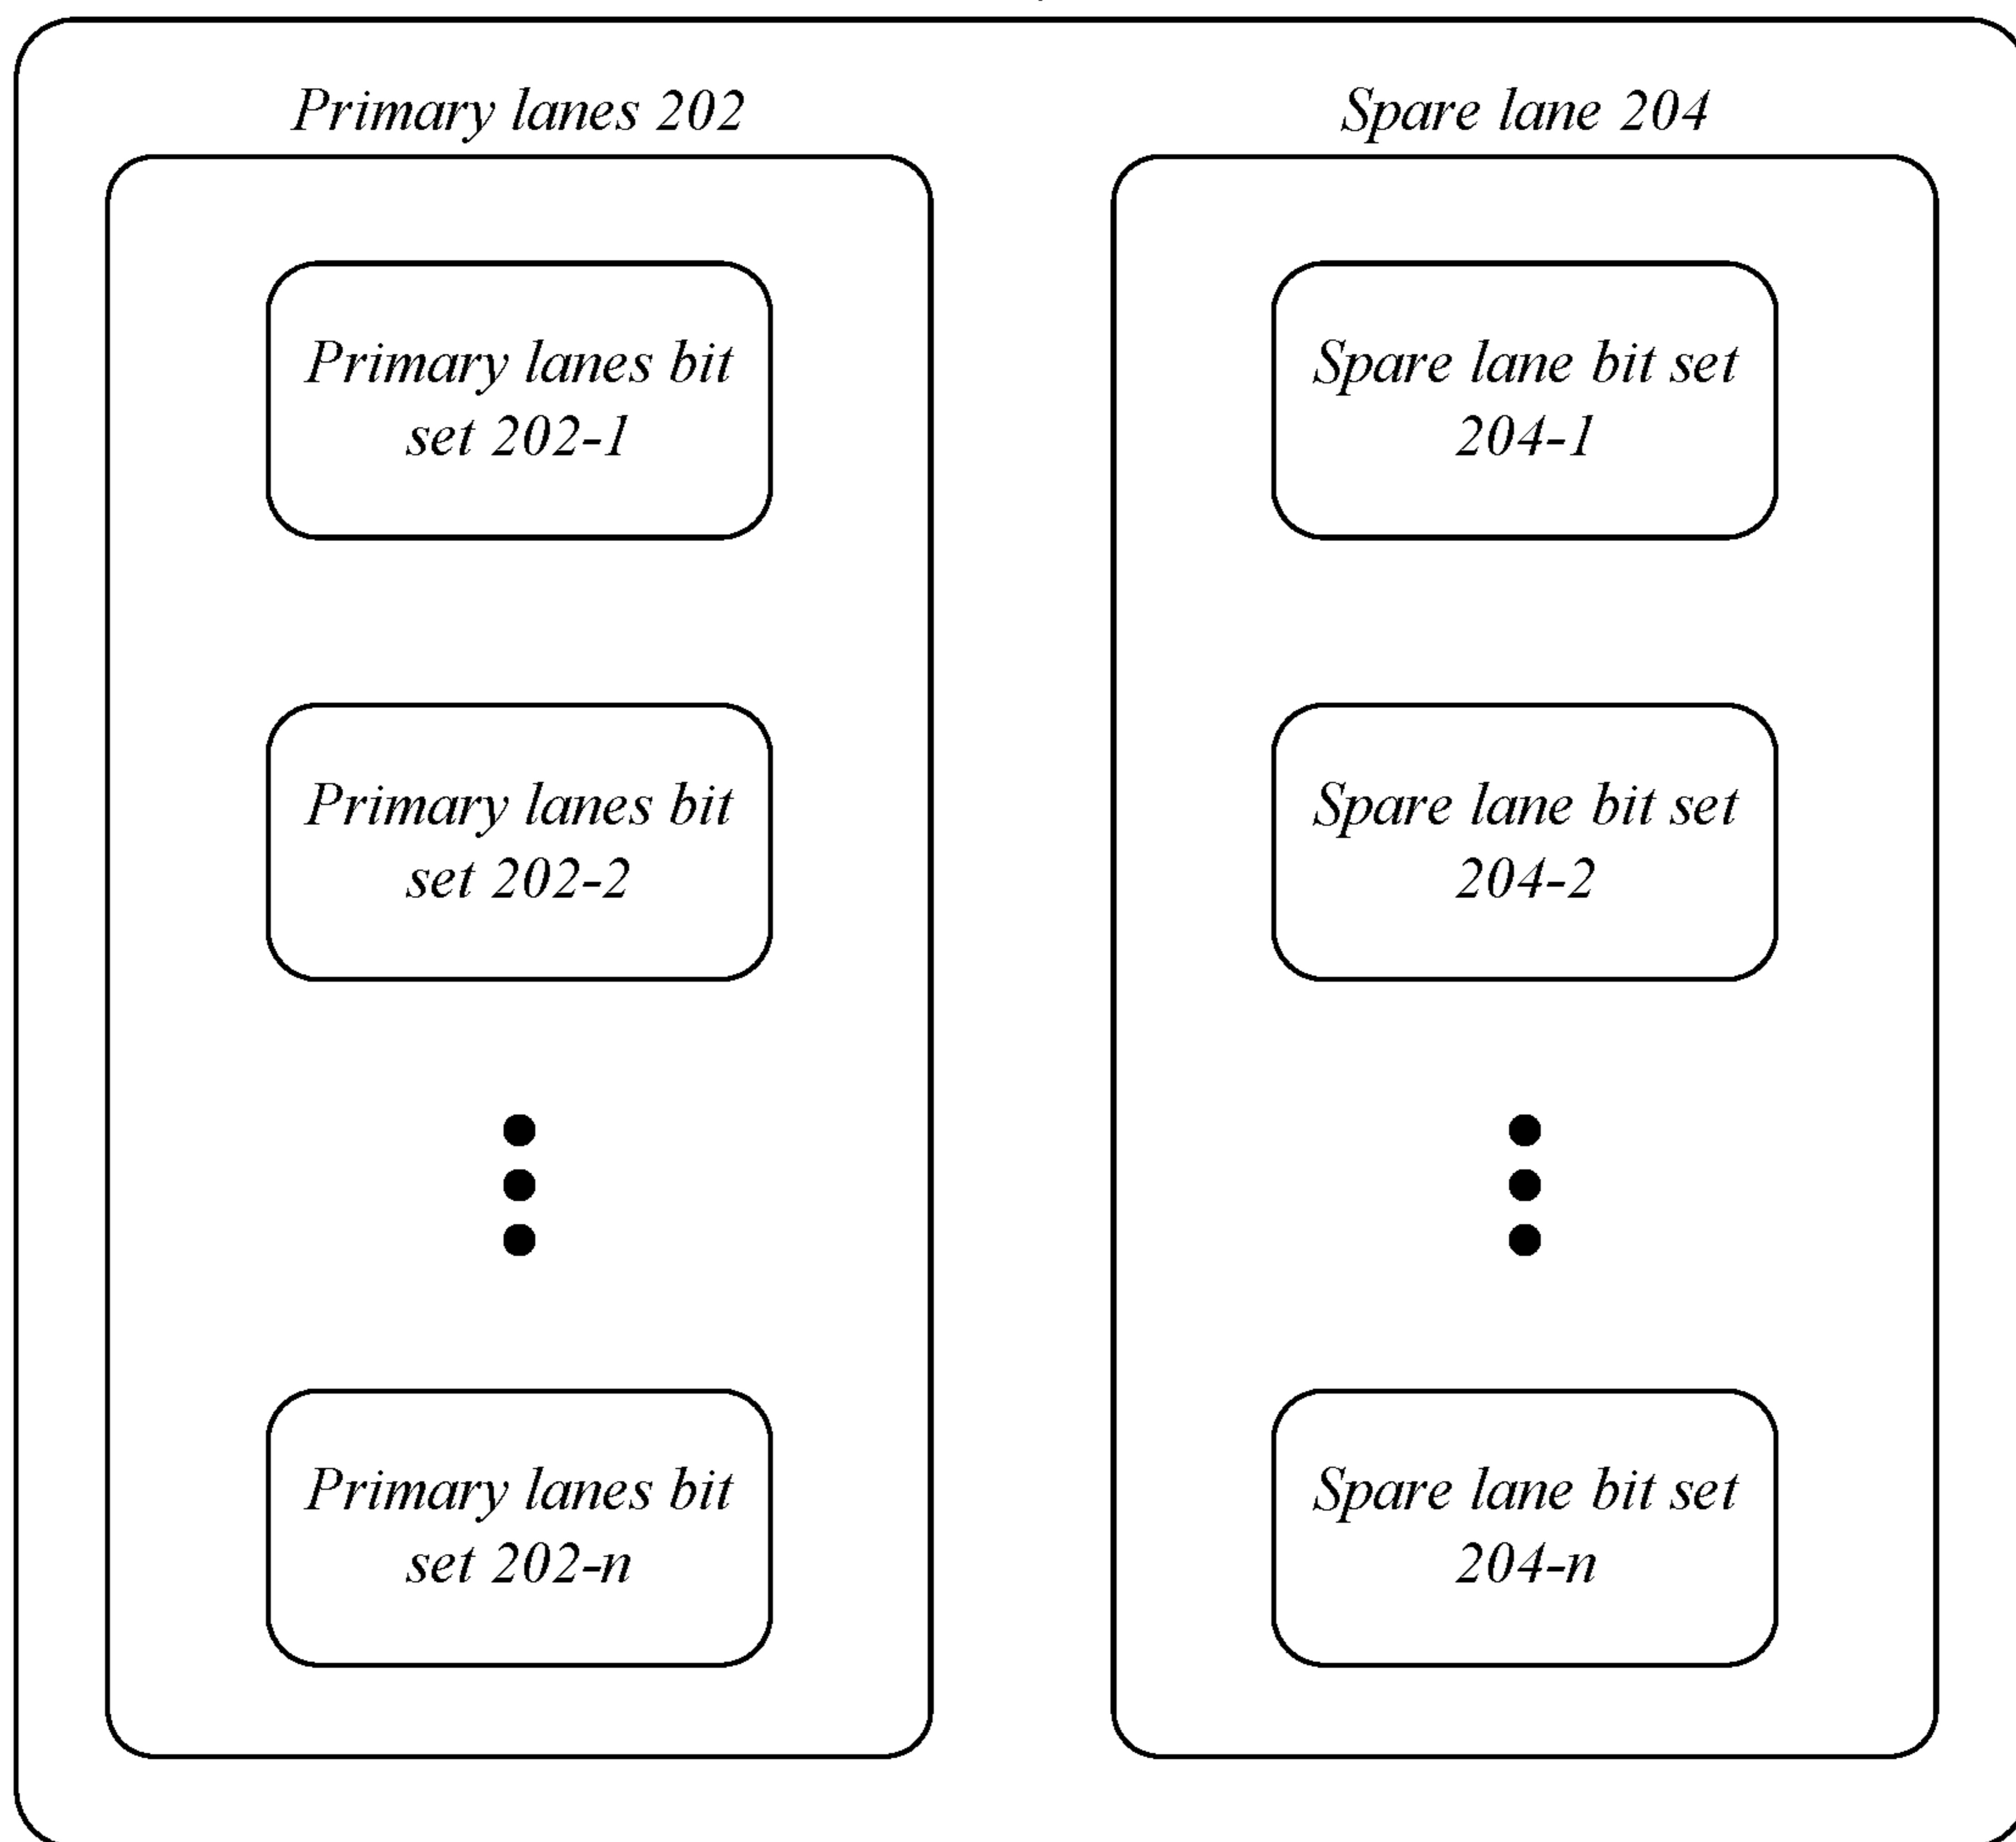 Primary lanes 202
Primary lanes bit
set 202-1
Primary lanes bit
set 202-2
Primary lanes bit
set 202-n
Spare lane 204
Spare lane bit set
204-1
Spare lane bit set
204-2
Spare lane bit set
204-n